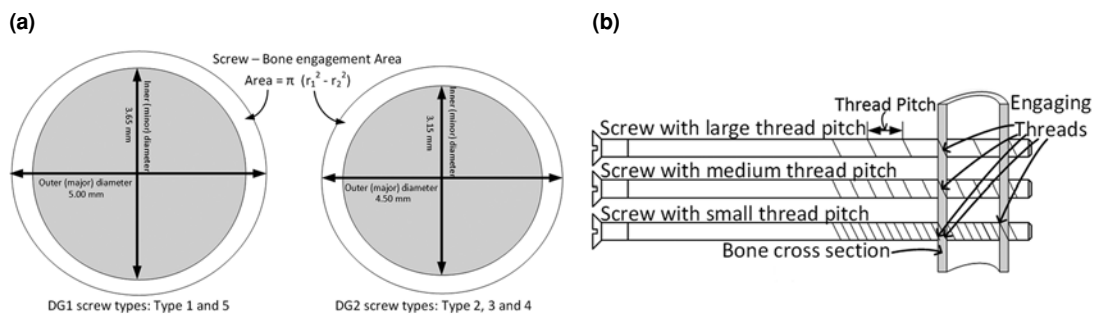 (a)
Screw – Bone engagement Area
Area = π (r₁² - r₂²)
Inner (minor) diameter
3.65 mm
Outer (major) diameter
5.00 mm
DG1 screw types: Type 1 and 5
Inner (minor) diameter
3.15 mm
Outer (major) diameter
4.50 mm
DG2 screw types: Type 2, 3 and 4
(b)
Thread Pitch
Engaging
Threads
Screw with large thread pitch
Screw with medium thread pitch
Screw with small thread pitch
Bone cross section